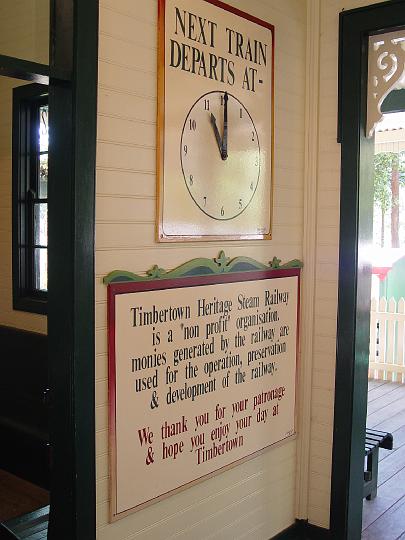 NEXT TRAIN
DEPARTS AT-
12
1
2
3
4
5
6
7
8
9
10
11
Timbertown Heritage Steam Railway
is a "non profit" organisation.
monies generated by the railway are
used for the operation, preservation
& development of the railway.
We thank you for your patronage
& hope you enjoy your day at
Timbertown